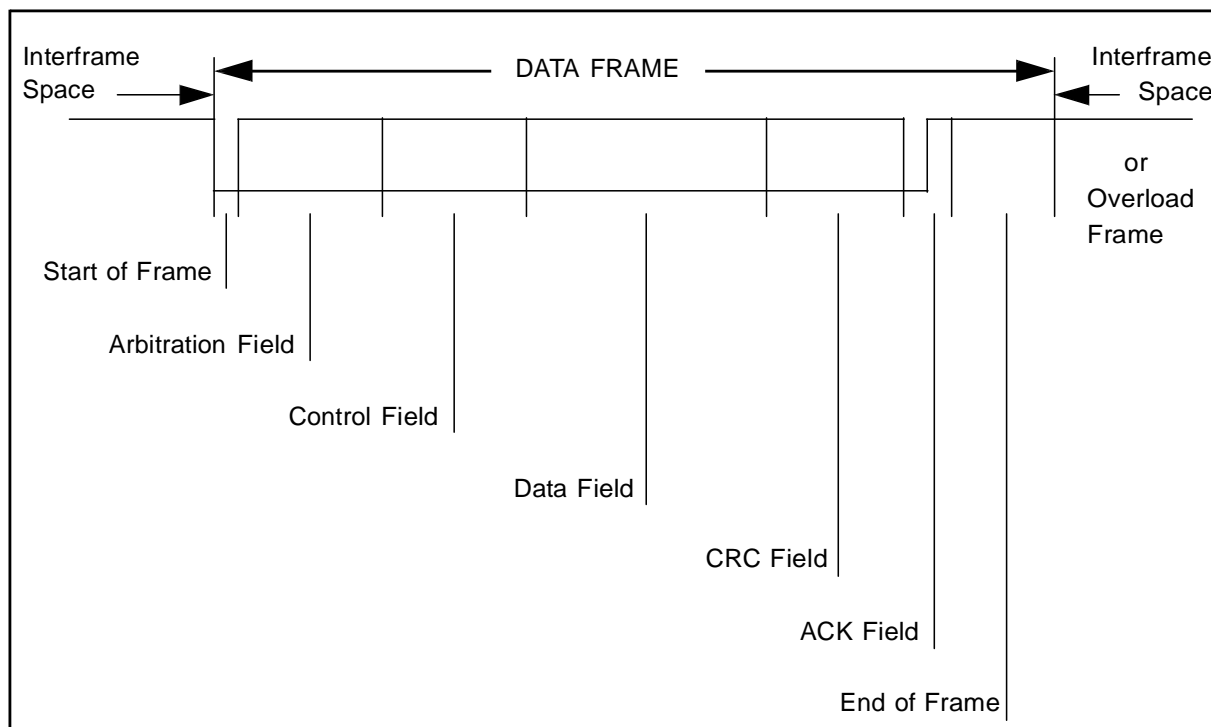 Interframe
Space
DATA FRAME
Interframe
Space
or
Overload
Frame
Start of Frame
Arbitration Field
Control Field
Data Field
CRC Field
ACK Field
End of Frame